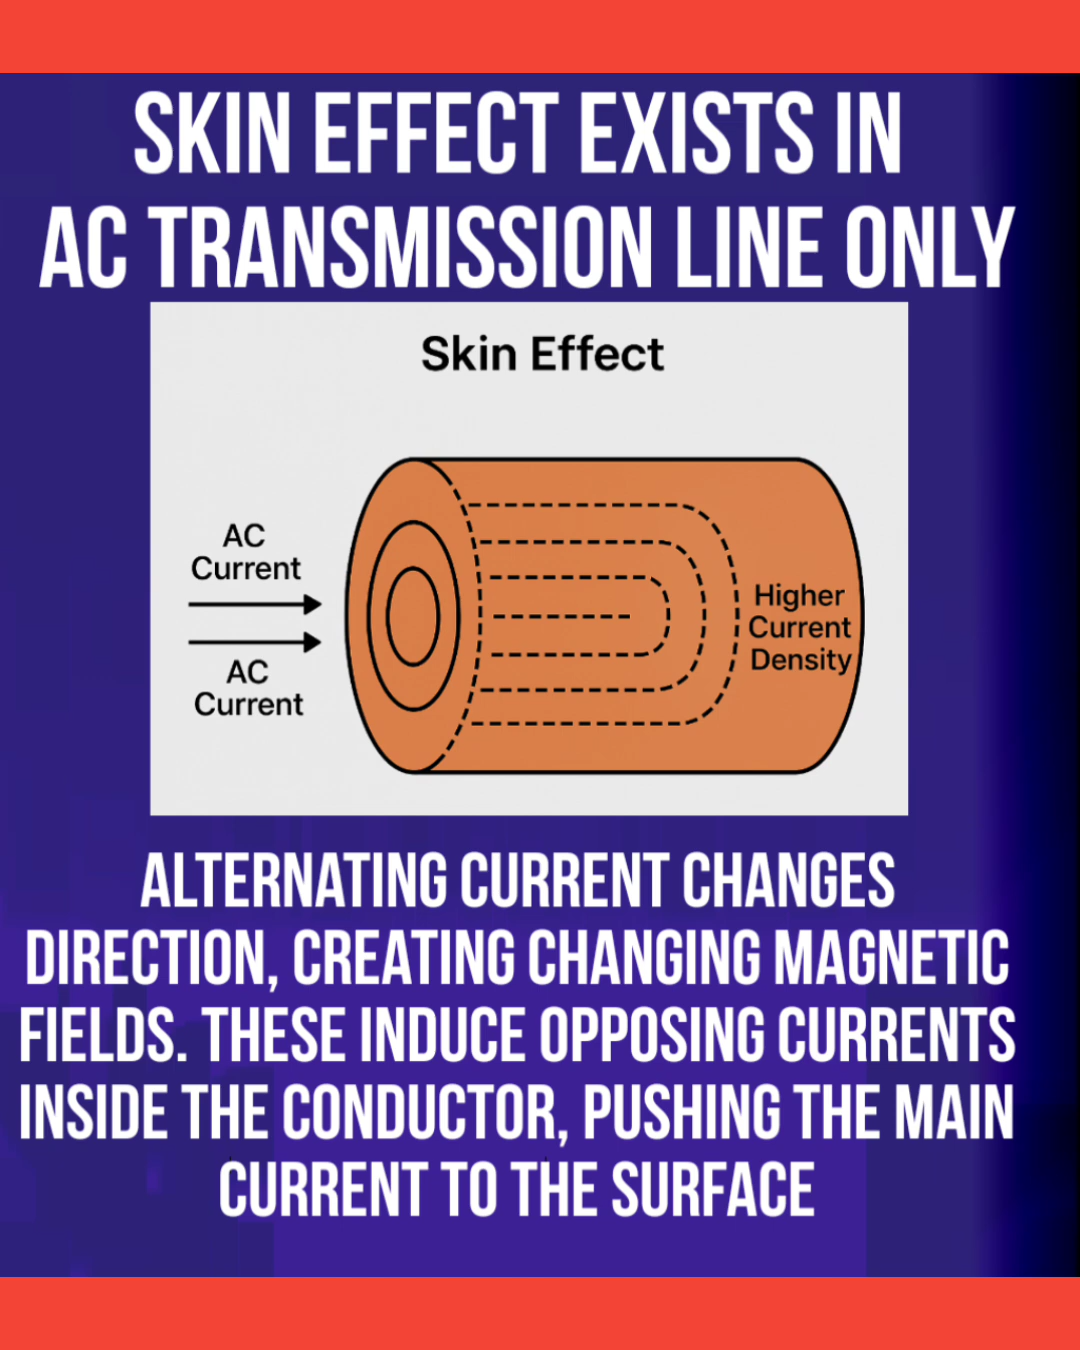 SKIN EFFECT EXISTS IN
AC TRANSMISSION LINE ONLY
Skin Effect
AC
Current
AC
Current
Higher
Current
Density
ALTERNATING CURRENT CHANGES
DIRECTION, CREATING CHANGING MAGNETIC
FIELDS. THESE INDUCE OPPOSING CURRENTS
INSIDE THE CONDUCTOR, PUSHING THE MAIN
CURRENT TO THE SURFACE